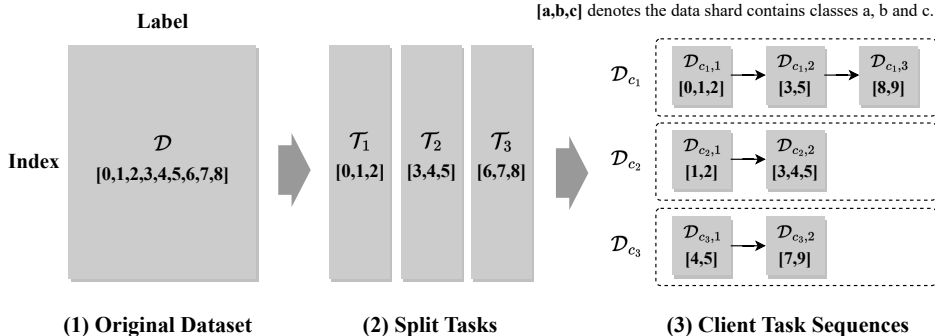 [a,b,c] denotes the data shard contains classes a, b and c.
Label
Index
𝒟
[0,1,2,3,4,5,6,7,8]
𝒯₁
[0,1,2]
𝒯₂
[3,4,5]
𝒯₃
[6,7,8]
𝒟c₁
𝒟c₁,1
[0,1,2]
𝒟c₁,2
[3,5]
𝒟c₁,3
[8,9]
𝒟c₂
𝒟c₂,1
[1,2]
𝒟c₂,2
[3,4,5]
𝒟c₃
𝒟c₃,1
[4,5]
𝒟c₃,2
[7,9]
(1) Original Dataset
(2) Split Tasks
(3) Client Task Sequences